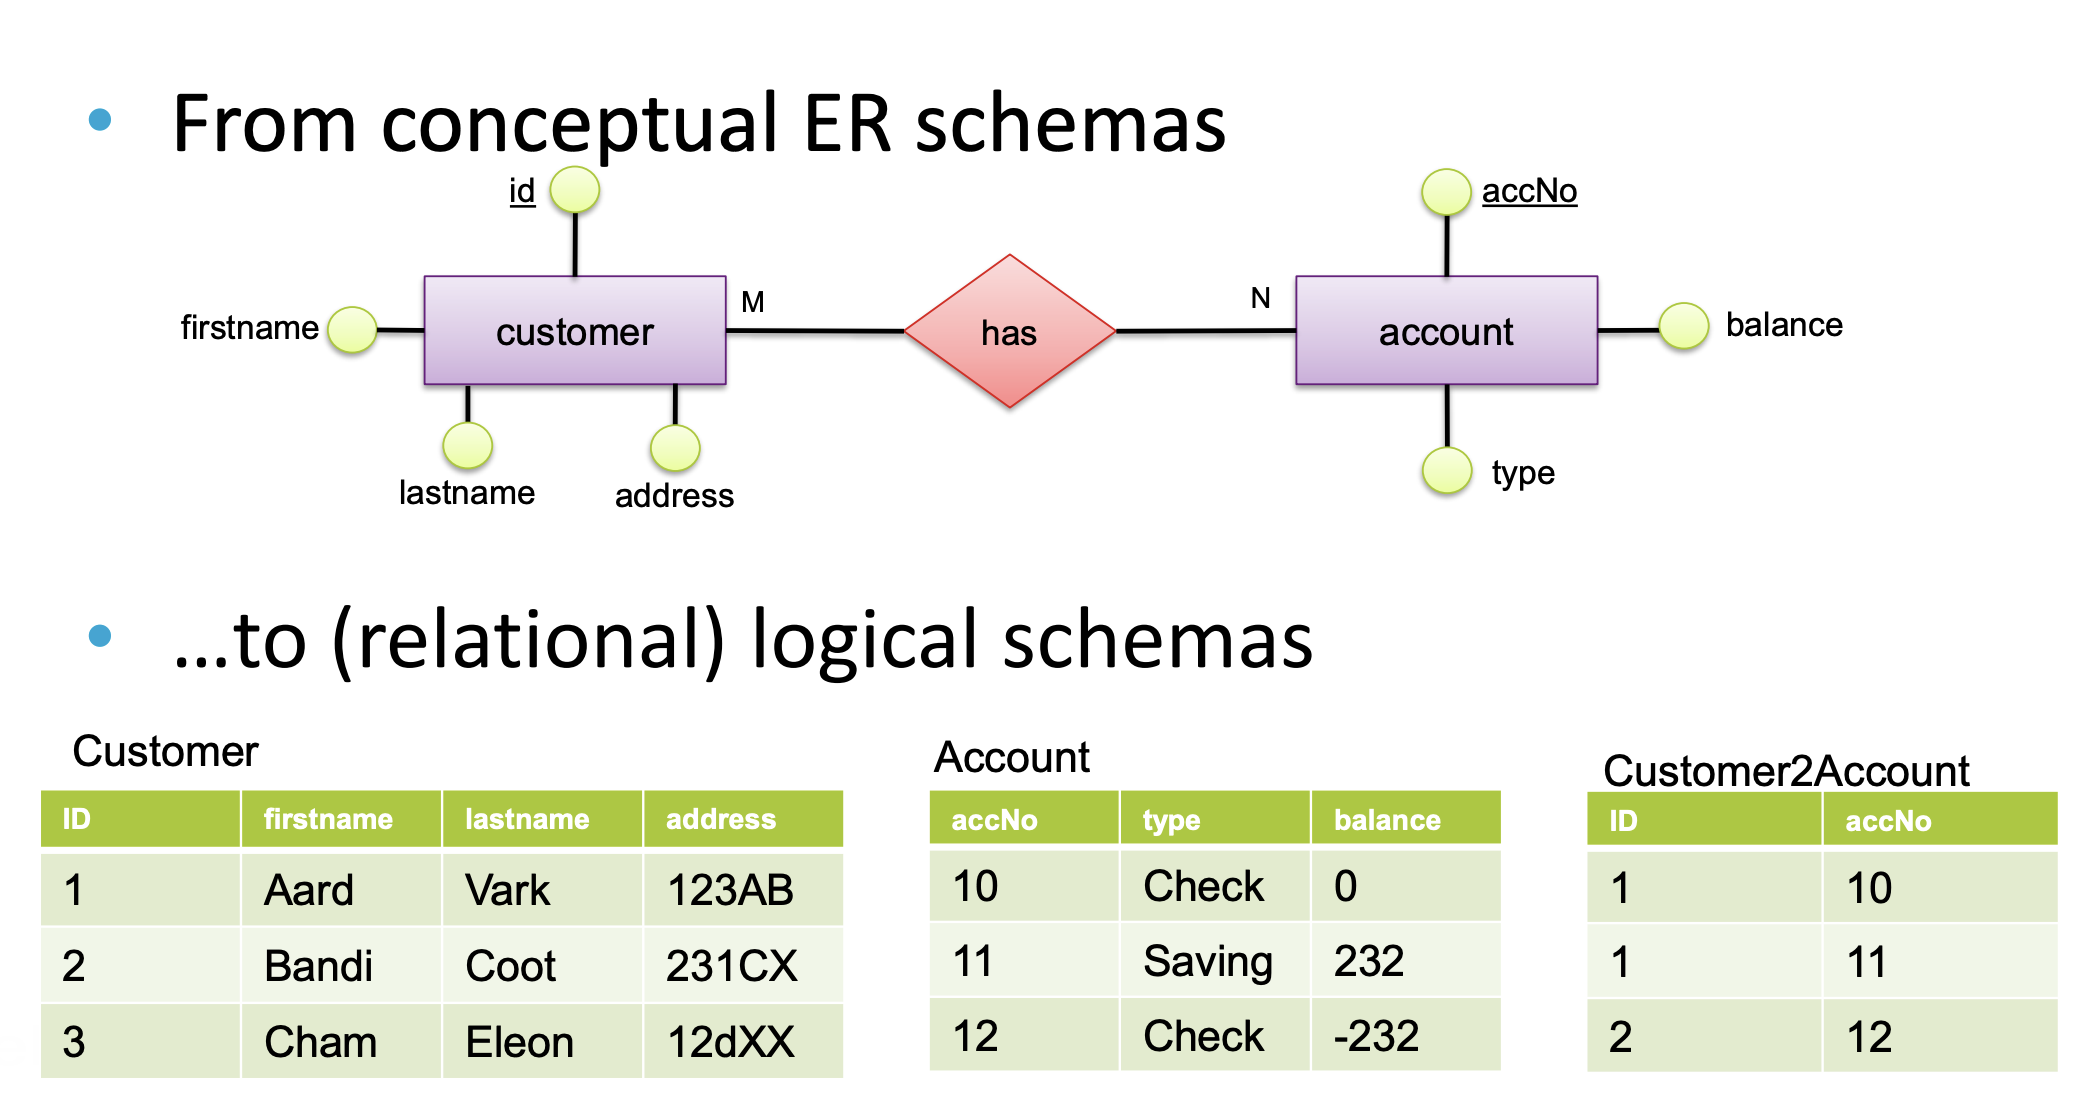 • From conceptual ER schemas
id
accNo
M
N
firstname
customer
has
account
balance
lastname
address
type
• ...to (relational) logical schemas
Customer
ID firstname lastname address
1 Aard Vark 123AB
2 Bandi Coot 231CX
3 Cham Eleon 12dXX
Account
accNo type balance
10 Check 0
11 Saving 232
12 Check -232
Customer2Account
ID accNo
1 10
1 11
2 12